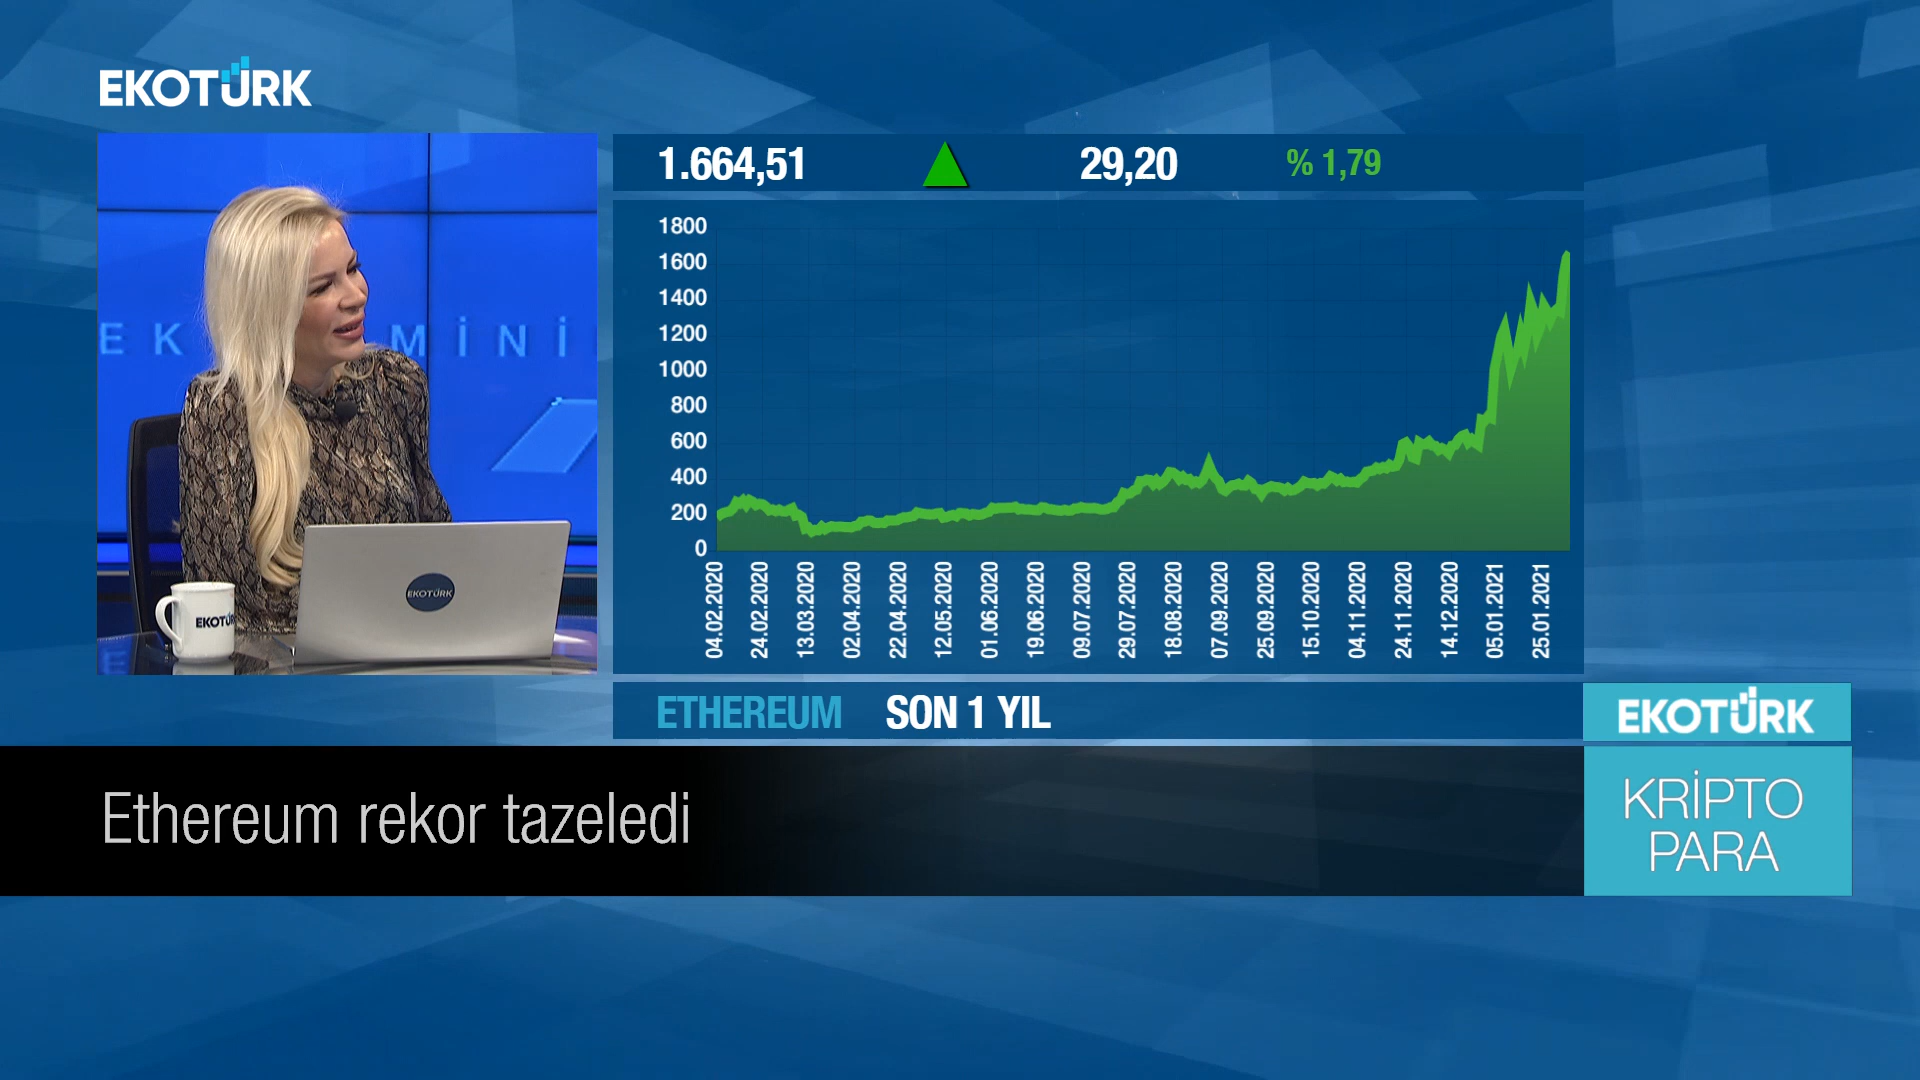 EKOTÜRK
1.664,51 29,20 % 1,79
1800
1600
1400
1200
1000
800
600
400
200
0
04.02.2020
24.02.2020
13.03.2020
02.04.2020
22.04.2020
12.05.2020
01.06.2020
19.06.2020
09.07.2020
29.07.2020
18.08.2020
07.09.2020
25.09.2020
15.10.2020
04.11.2020
24.11.2020
14.12.2020
05.01.2021
25.01.2021
EK MİNİ
EKOTÜRK
EKOTÜR
ETHEREUM SON 1 YIL
EKOTÜRK
Ethereum rekor tazeledi
KRİPTO
PARA